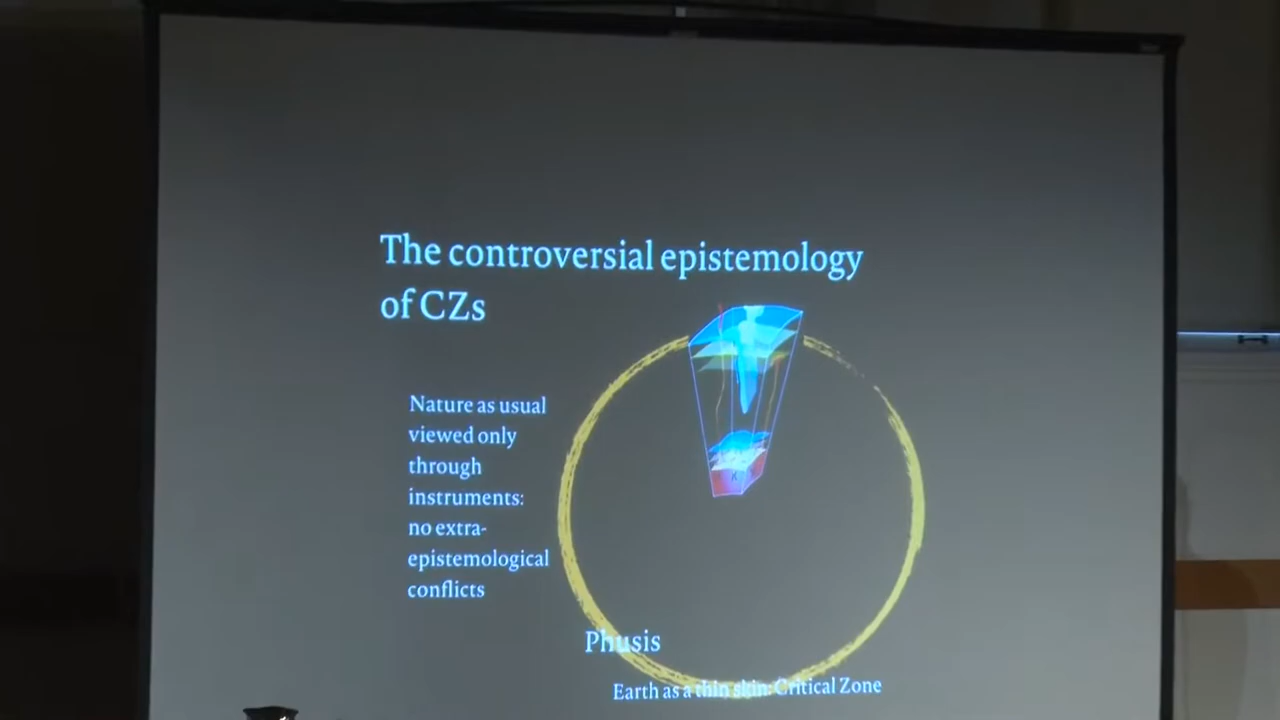 The controversial epistemology
of CZs
Nature as usual
viewed only
through
instruments:
no extra-
epistemological
conflicts
Phusis
Earth as a thin skin: Critical Zone